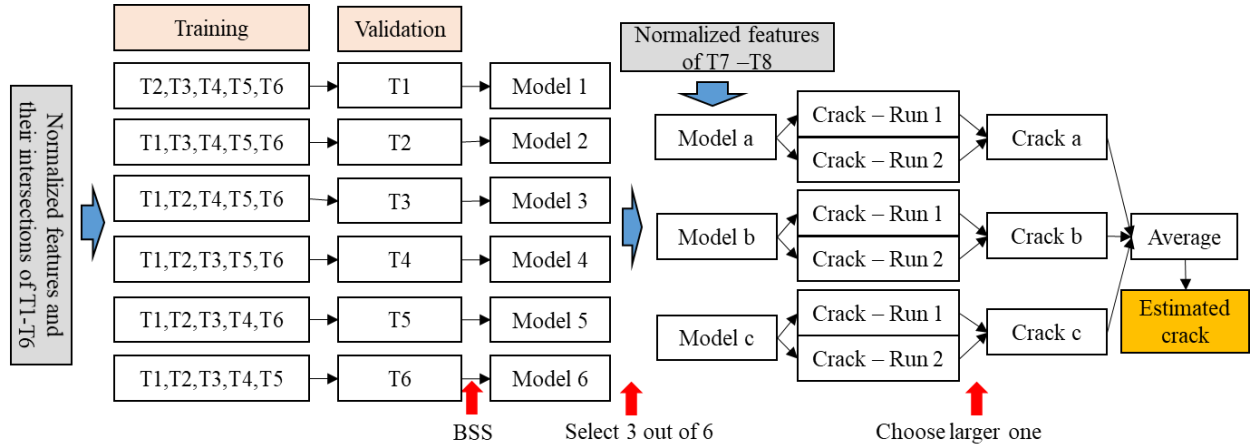 Normalized features and
their intersections of T1-T6
Training
Validation
T2,T3,T4,T5,T6
T1
Model 1
T1,T3,T4,T5,T6
T2
Model 2
T1,T2,T4,T5,T6
T3
Model 3
T1,T2,T3,T5,T6
T4
Model 4
T1,T2,T3,T4,T6
T5
Model 5
T1,T2,T3,T4,T5
T6
Model 6
BSS
Select 3 out of 6
Normalized features
of T7 –T8
Model a
Crack – Run 1
Crack – Run 2
Crack a
Model b
Crack – Run 1
Crack – Run 2
Crack b
Model c
Crack – Run 1
Crack – Run 2
Crack c
Choose larger one
Average
Estimated
crack